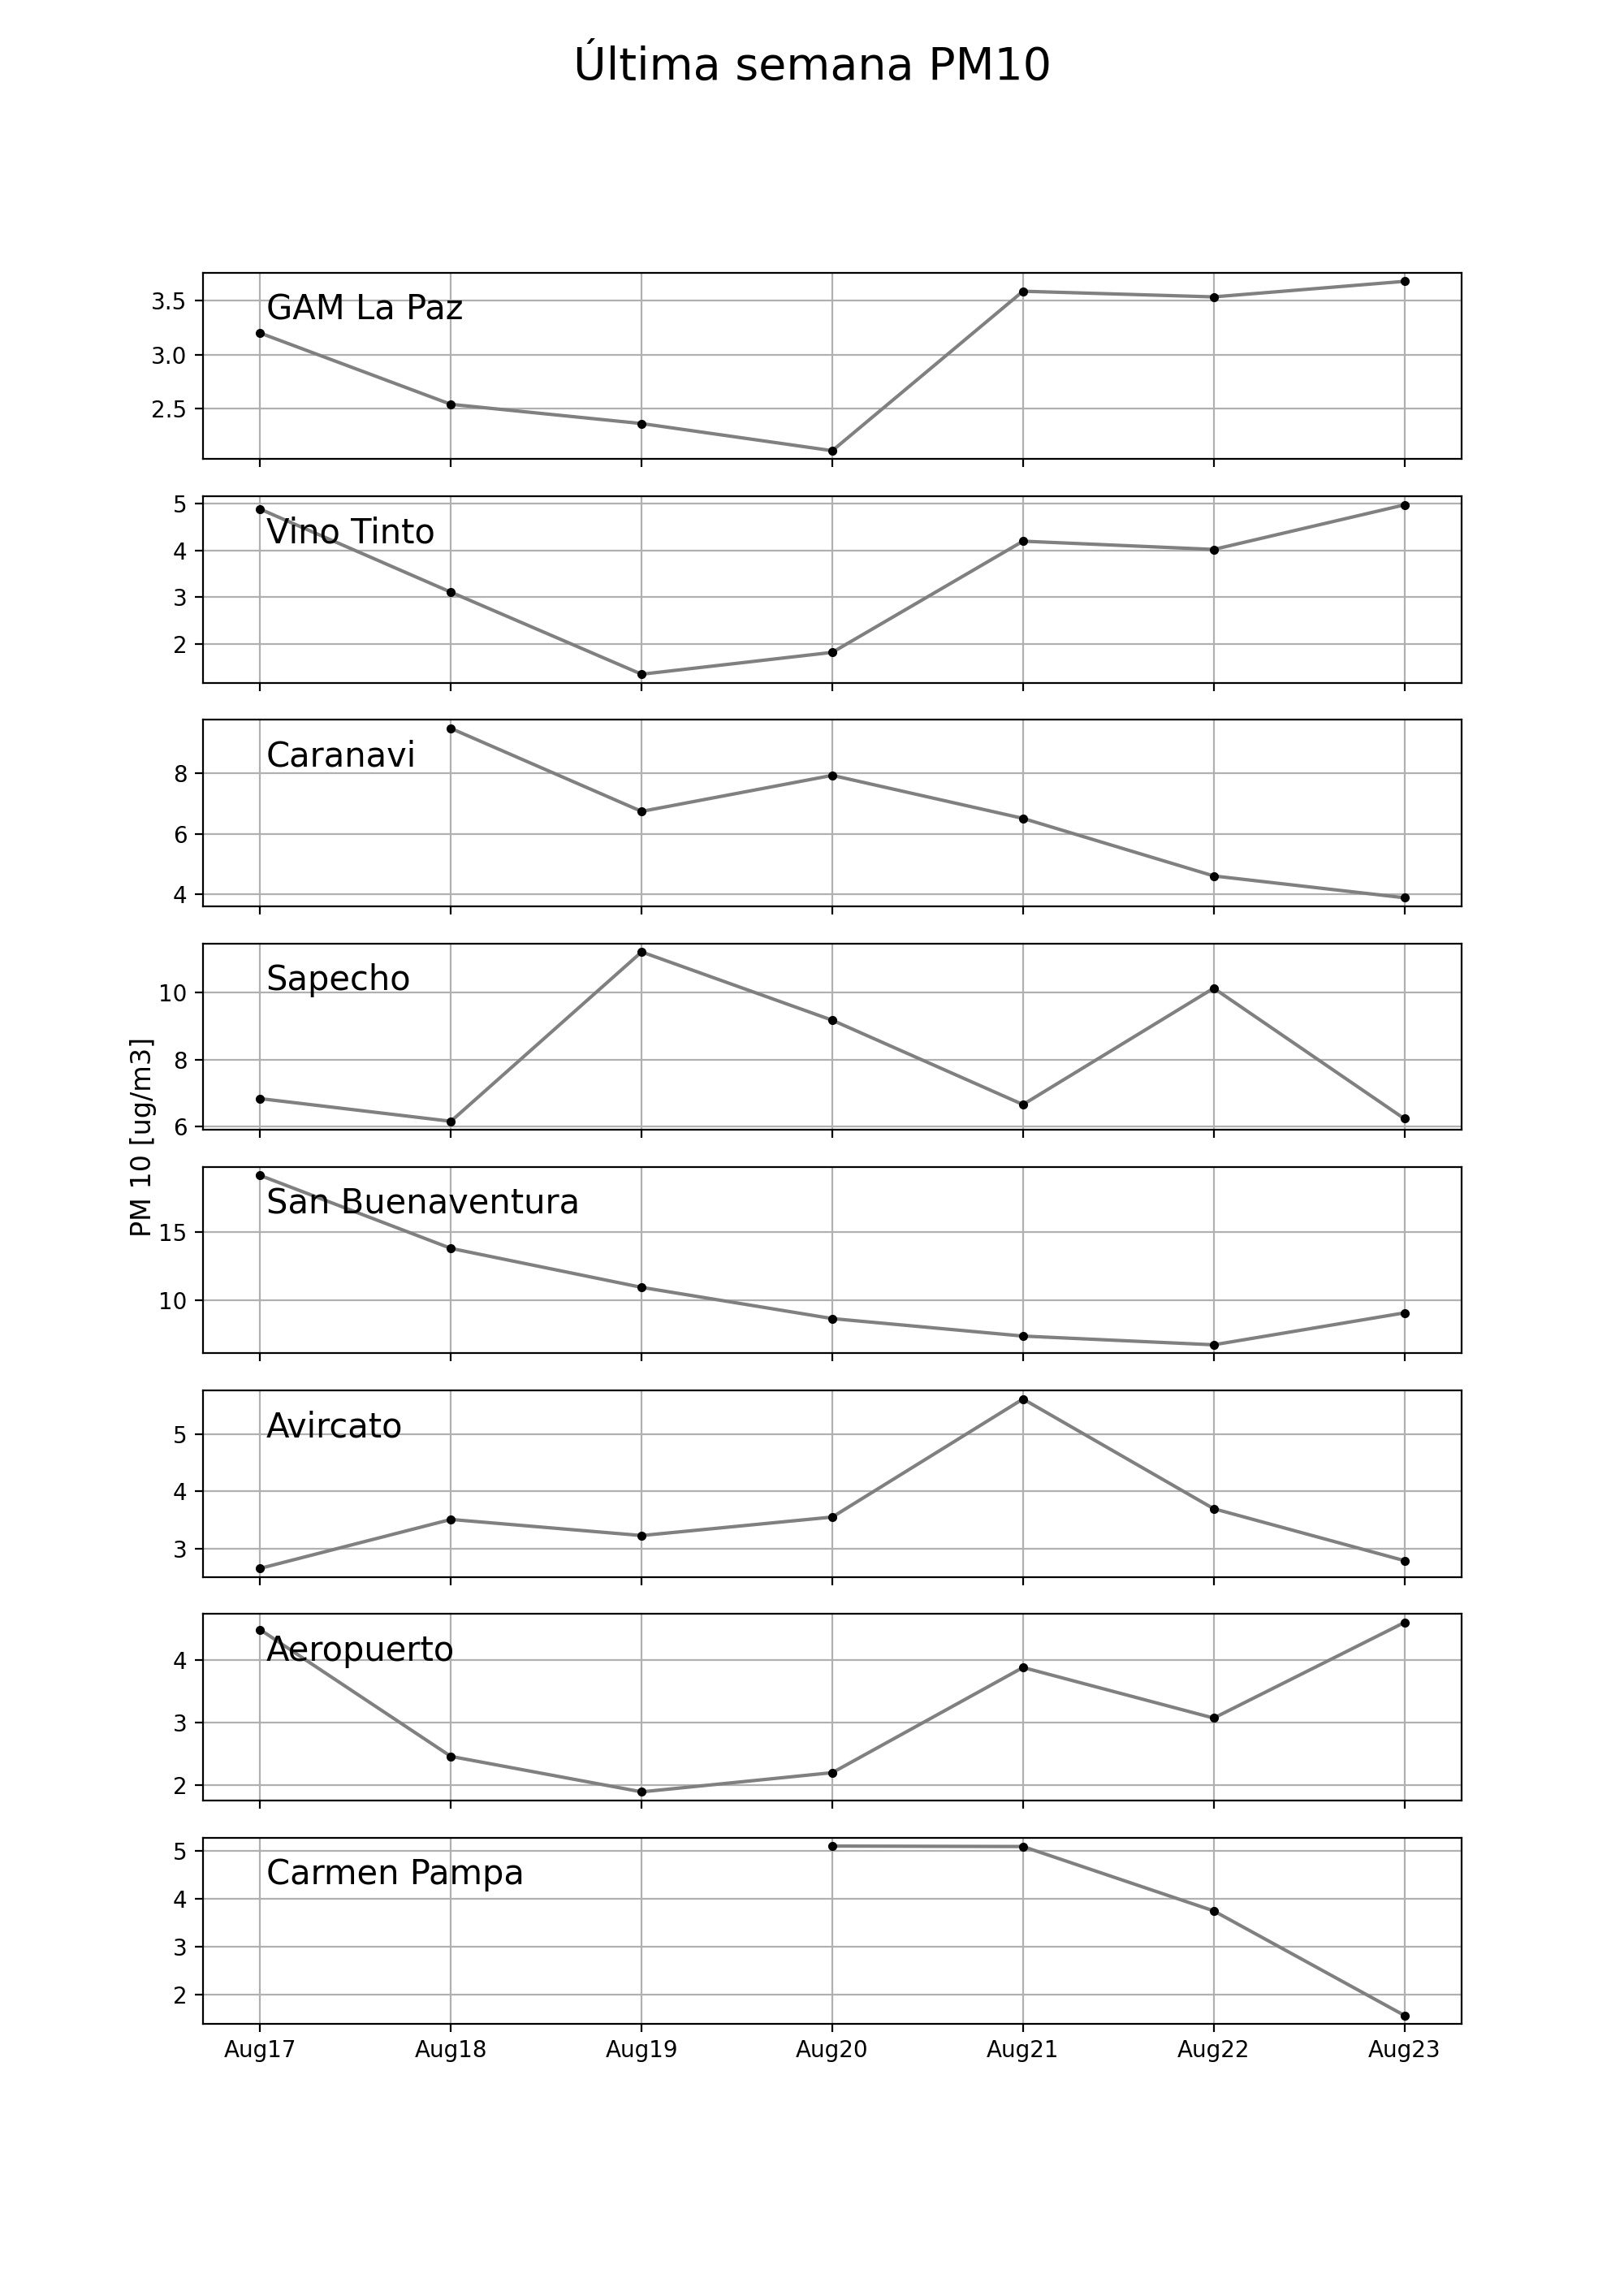 Última semana PM10
GAM La Paz
3.5
3.0
2.5
Vino Tinto
5
4
3
2
Caranavi
8
6
4
Sapecho
10
8
6
PM 10 [ug/m3]
San Buenaventura
15
10
Avircato
5
4
3
Aeropuerto
4
3
2
Carmen Pampa
5
4
3
2
Aug17 Aug18 Aug19 Aug20 Aug21 Aug22 Aug23